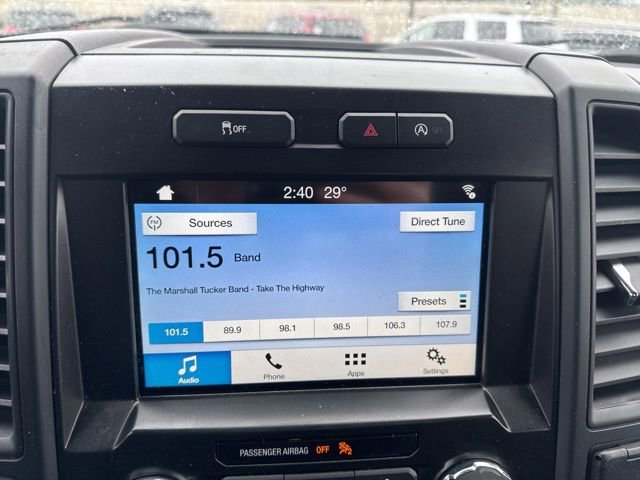 OFF
A OFF
2:40 29°
FM Sources Direct Tune
101.5 Band
The Marshall Tucker Band - Take The Highway
Presets
101.5 89.9 98.1 98.5 106.3 107.9
Audio Phone Apps Settings
PASSENGER AIRBAG OFF